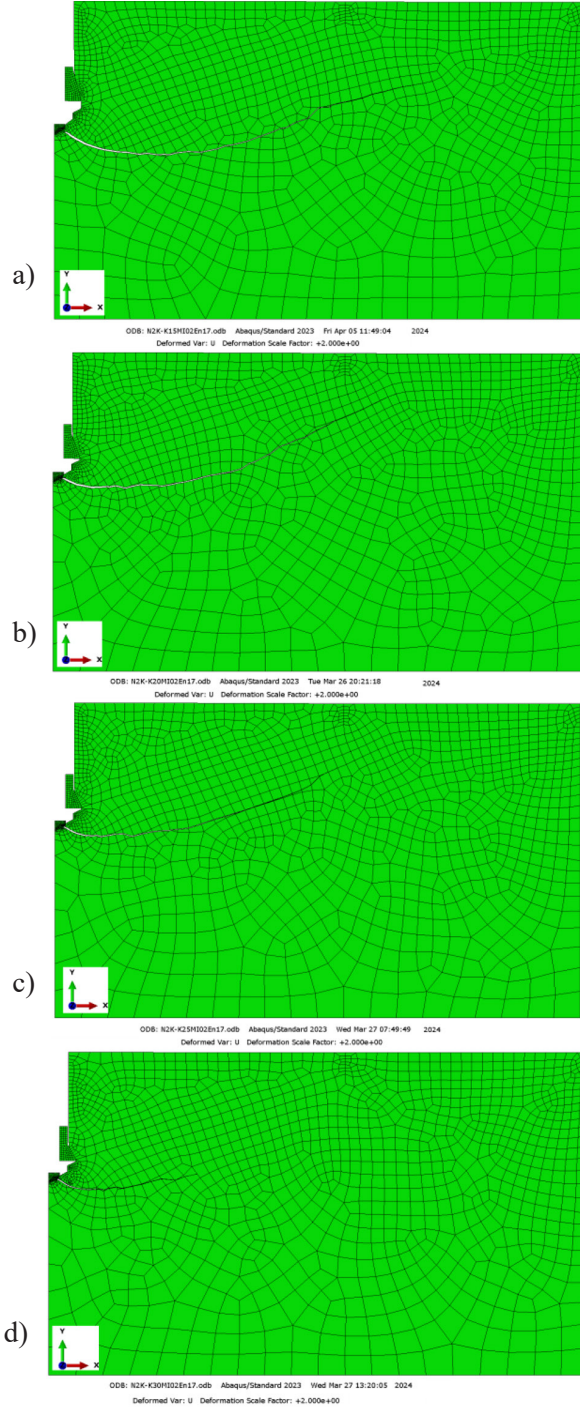 Y
X
a)
ODB: N2K-K15MI02En17.odb Abaqus/Standard 2023 Fri Apr 05 11:49:04 2024
Deformed Var: U Deformation Scale Factor: +2.000e+00
Y
X
b)
ODB: N2K-K20MI02En17.odb Abaqus/Standard 2023 Tue Mar 26 20:21:18 2024
Deformed Var: U Deformation Scale Factor: +2.000e+00
Y
X
c)
ODB: N2K-K25MI02En17.odb Abaqus/Standard 2023 Wed Mar 27 07:49:49 2024
Deformed Var: U Deformation Scale Factor: +2.000e+00
Y
X
d)
ODB: N2K-K30MI02En17.odb Abaqus/Standard 2023 Wed Mar 27 13:20:05 2024
Deformed Var: U Deformation Scale Factor: +2.000e+00